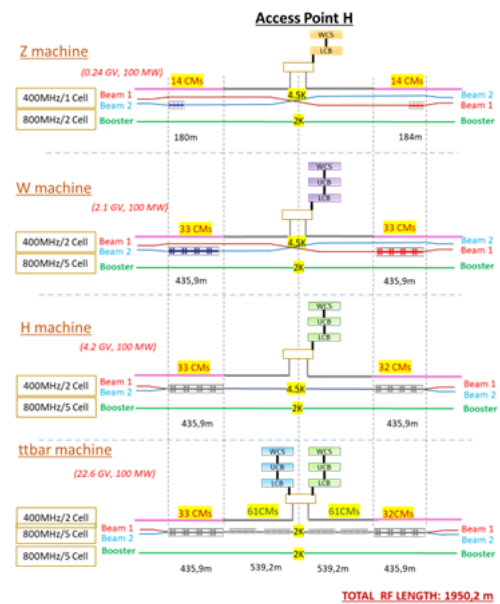 Access Point H
Z machine
WCS
LCB
(0.24 GV, 100 MW)
14 CMs
14 CMs
400MHz/1 Cell
Beam 1
Beam 2
4.5K
Beam 2
Beam 1
800MHz/2 Cell
Booster
2K
Booster
180m
184m
W machine
WCS
UCB
LCB
(2.1 GV, 100 MW)
33 CMs
33 CMs
400MHz/2 Cell
Beam 1
Beam 2
4.5K
Beam 2
Beam 1
800MHz/5 Cell
Booster
2K
Booster
435,9m
435,9m
H machine
WCS
UCB
LCB
(4.2 GV, 100 MW)
33 CMs
32 CMs
400MHz/2 Cell
Beam 1
Beam 2
4.5K
Beam 1
Beam 2
800MHz/5 Cell
Booster
2K
Booster
435,9m
435,9m
ttbar machine
WCS
WCS
UCB
UCB
LCB
LCB
(22.6 GV, 100 MW)
33 CMs
61CMs
61 CMs
32CMs
400MHz/2 Cell
800MHz/5 Cell
Beam 1
Beam 2
2K
Beam 1
Beam 2
800MHz/5 Cell
Booster
2K
Booster
435,9m
539,2m
539,2m
435,9m
TOTAL RF LENGTH: 1950,2 m